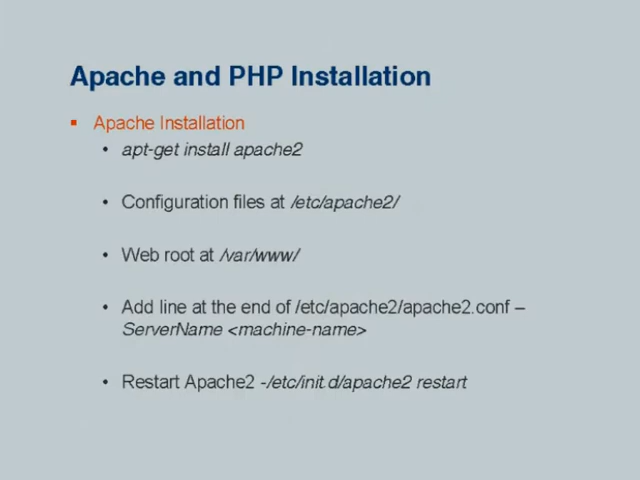 Apache and PHP Installation
▪ Apache Installation
• apt-get install apache2
• Configuration files at /etc/apache2/
• Web root at /var/www/
• Add line at the end of /etc/apache2/apache2.conf –
ServerName <machine-name>
• Restart Apache2 -/etc/init.d/apache2 restart